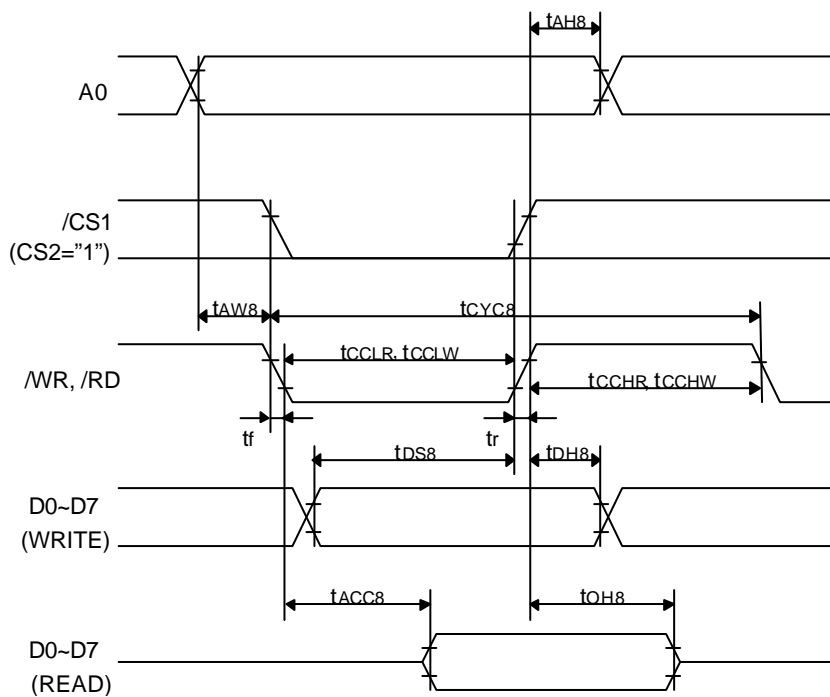 tAH8
A0
/CS1
(CS2="1")
tAW8
tCYC8
tCCLR, tCCLW
/WR, /RD
tCCHR, tCCHW
tf
tr
tDS8
tDH8
D0~D7
(WRITE)
tACC8
tOH8
D0~D7
(READ)